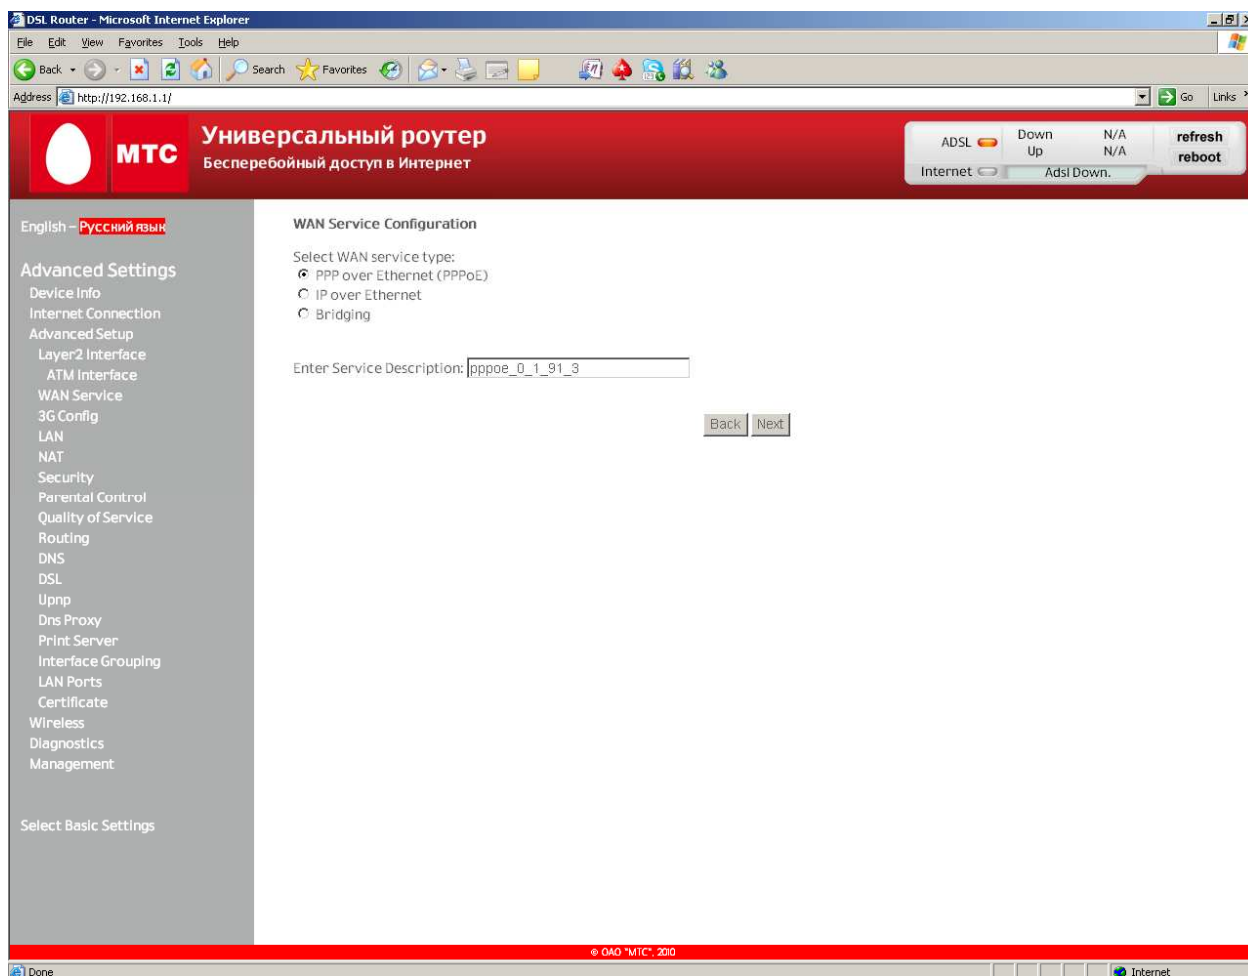 DSL Router - Microsoft Internet Explorer
File Edit View Favorites Tools Help
Back Search Favorites
Address http://192.168.1.1/ Go Links
МТС
Универсальный роутер
Бесперебойный доступ в Интернет
ADSL Down N/A refresh
Up N/A reboot
Internet Adsl Down.
English – Русский язык
Advanced Settings
Device Info
Internet Connection
Advanced Setup
Layer2 Interface
ATM Interface
WAN Service
3G Config
LAN
NAT
Security
Parental Control
Quality of Service
Routing
DNS
DSL
Upnp
Dns Proxy
Print Server
Interface Grouping
LAN Ports
Certificate
Wireless
Diagnostics
Management
Select Basic Settings
WAN Service Configuration
Select WAN service type:
PPP over Ethernet (PPPoE)
IP over Ethernet
Bridging
Enter Service Description: pppoe_0_1_91_3
Back Next
© ОАО "МТС", 2010
Done Internet